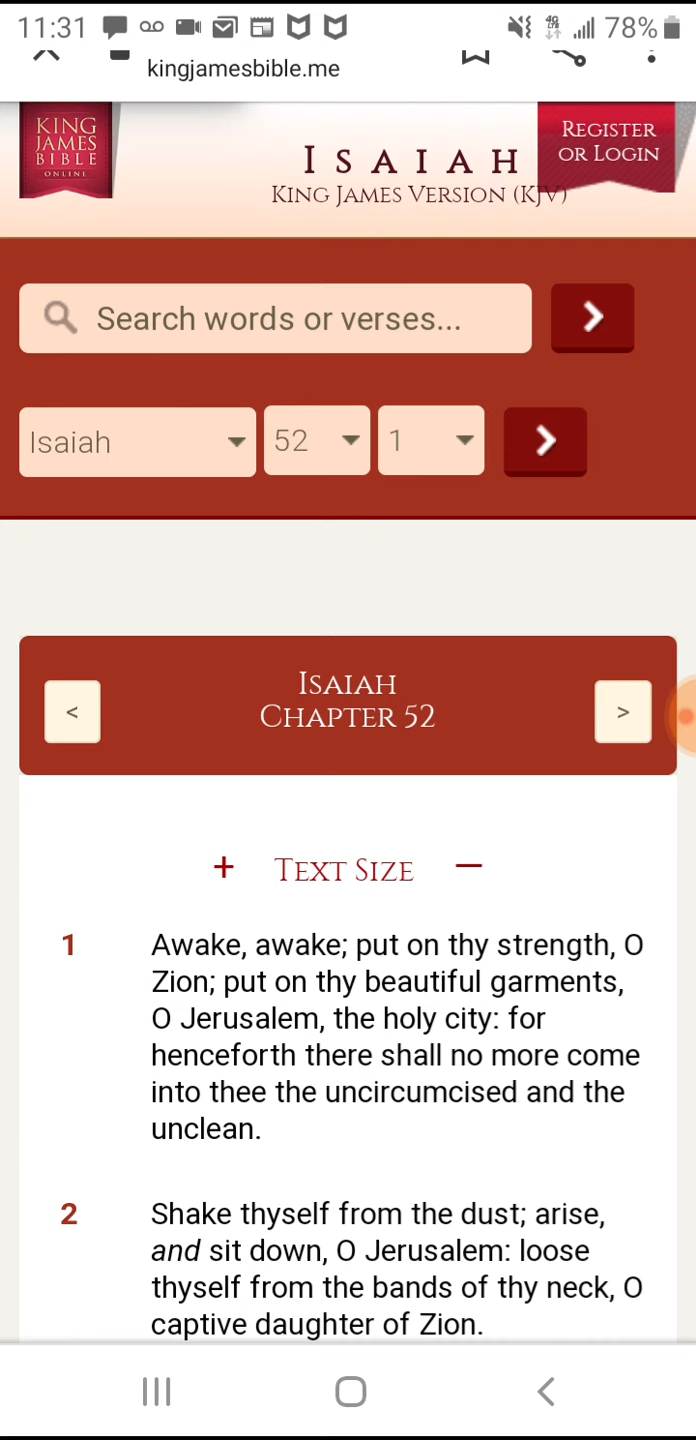 11:31
4G
78%
kingjamesbible.me
KING
JAMES
BIBLE
ONLINE
ISAIAH
KING JAMES VERSION (KJV)
REGISTER
OR LOGIN
Search words or verses...
Isaiah
52
1
ISAIAH
CHAPTER 52
<
>
+ TEXT SIZE −
1 Awake, awake; put on thy strength, O
Zion; put on thy beautiful garments,
O Jerusalem, the holy city: for
henceforth there shall no more come
into thee the uncircumcised and the
unclean.
2 Shake thyself from the dust; arise,
and sit down, O Jerusalem: loose
thyself from the bands of thy neck, O
captive daughter of Zion.